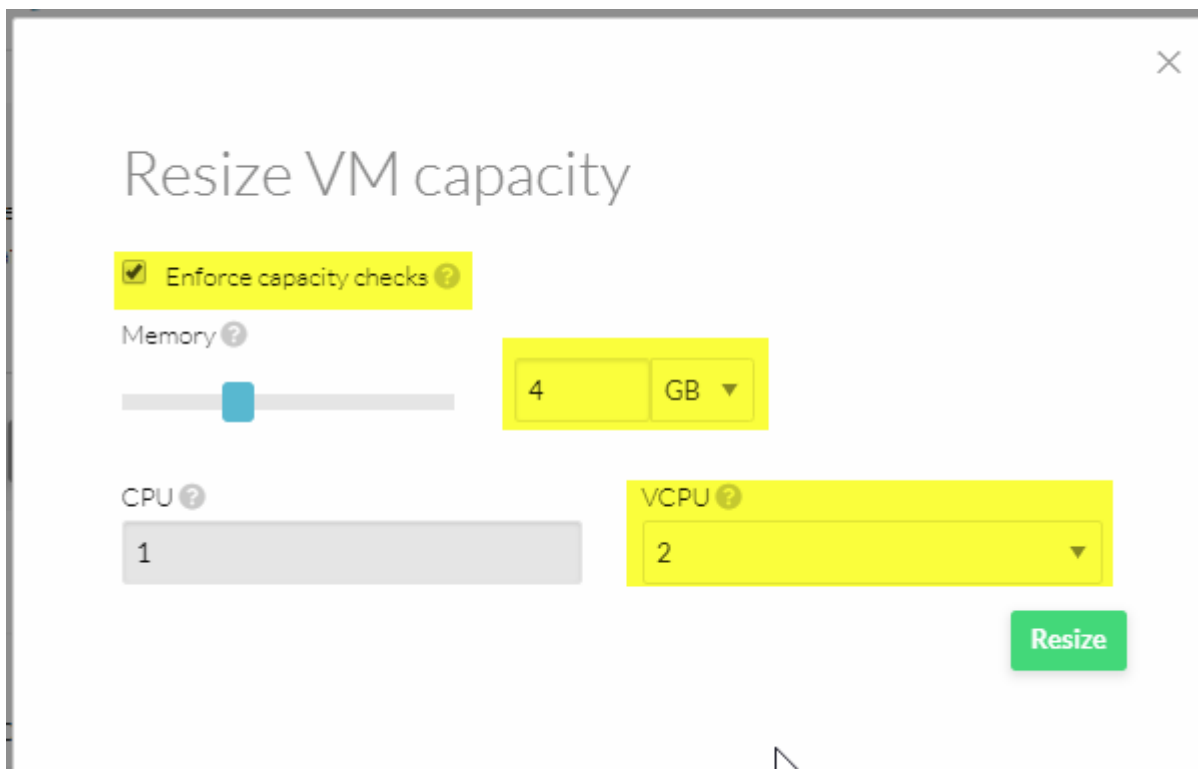 Resize VM capacity
Enforce capacity checks ?
Memory ?
4 GB
CPU ? VCPU ?
1 2
Resize